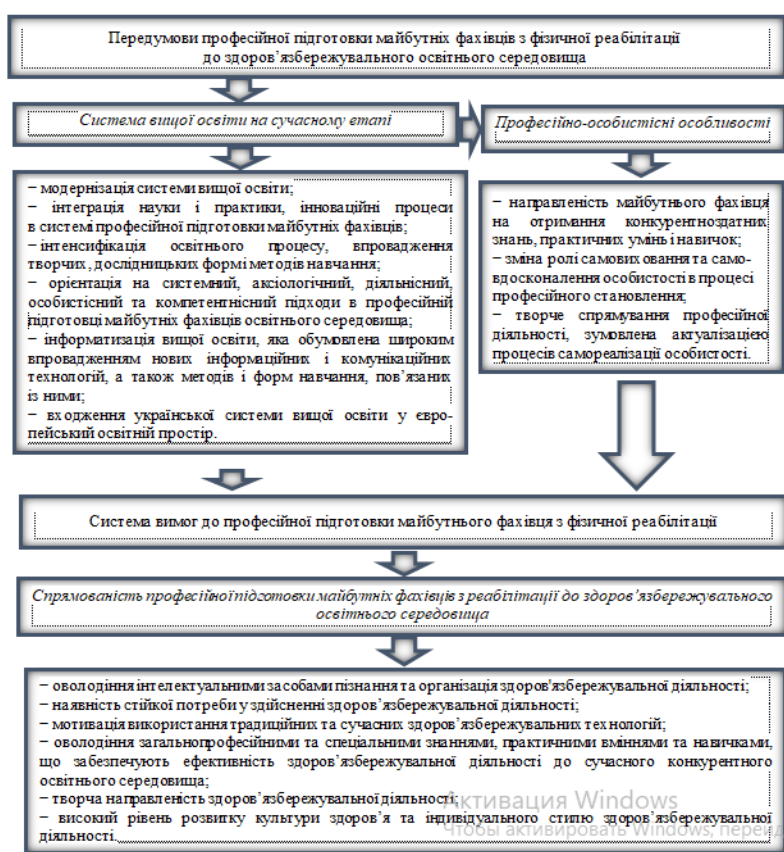 Передумови професійної підготовки майбутніх фахівців з фізичної реабілітації
до здоров’язбережувального освітнього середовища
Система вищої освіти на сучасному етапі
Професійно-особистісні особливості
– модернізація системи вищої освіти;
– інтеграція науки і практики, інноваційні процеси
в системі професійної підготовки майбутніх фахівців;
– інтенсифікація освітнього процесу, впровадження
творчих, дослідницьких форм і методів навчання;
– орієнтація на системний, аксіологічний, діяльнісний,
особистісний та компетентнісний підходи в професійній
підготовці майбутніх фахівців освітнього середовища;
– інформатизація вищої освіти, яка обумовлена широким
впровадженням нових інформаційних і комунікаційних
технологій, а також методів і форм навчання, пов’язаних
із ними;
– входження української системи вищої освіти у євро-
пейський освітній простір.
– направленість майбутнього фахівця
на отримання конкурентноздатних
знань, практичних умінь і навичок;
– зміна ролі самовиховання та само-
вдосконалення особистості в процесі
професійного становлення;
– творче спрямування професійної
діяльності, зумовлена актуалізацією
процесів самореалізації особистості.
Система вимог до професійної підготовки майбутнього фахівця з фізичної реабілітації
Спрямованість професійної підготовки майбутніх фахівців з реабілітації до здоров’язбережувального
освітнього середовища
– оволодіння інтелектуальними засобами пізнання та організація здоров'язбережувальної діяльності;
– наявність стійкої потреби у здійсненні здоров’язбережувальної діяльності;
– мотивація використання традиційних та сучасних здоров’язбережувальних технологій;
– оволодіння загальнопрофесійними та спеціальними знаннями, практичними вміннями та навичками,
що забезпечують ефективність здоров’язбережувальної діяльності до сучасного конкурентного
освітнього середовища;
– творча направленість здоров’язбережувальної діяльності;
– високий рівень розвитку культури здоров’я та індивідуального стилю здоров’язбережувальної
діяльності.
Активация Windows
Чтобы активировать Windows, перейд